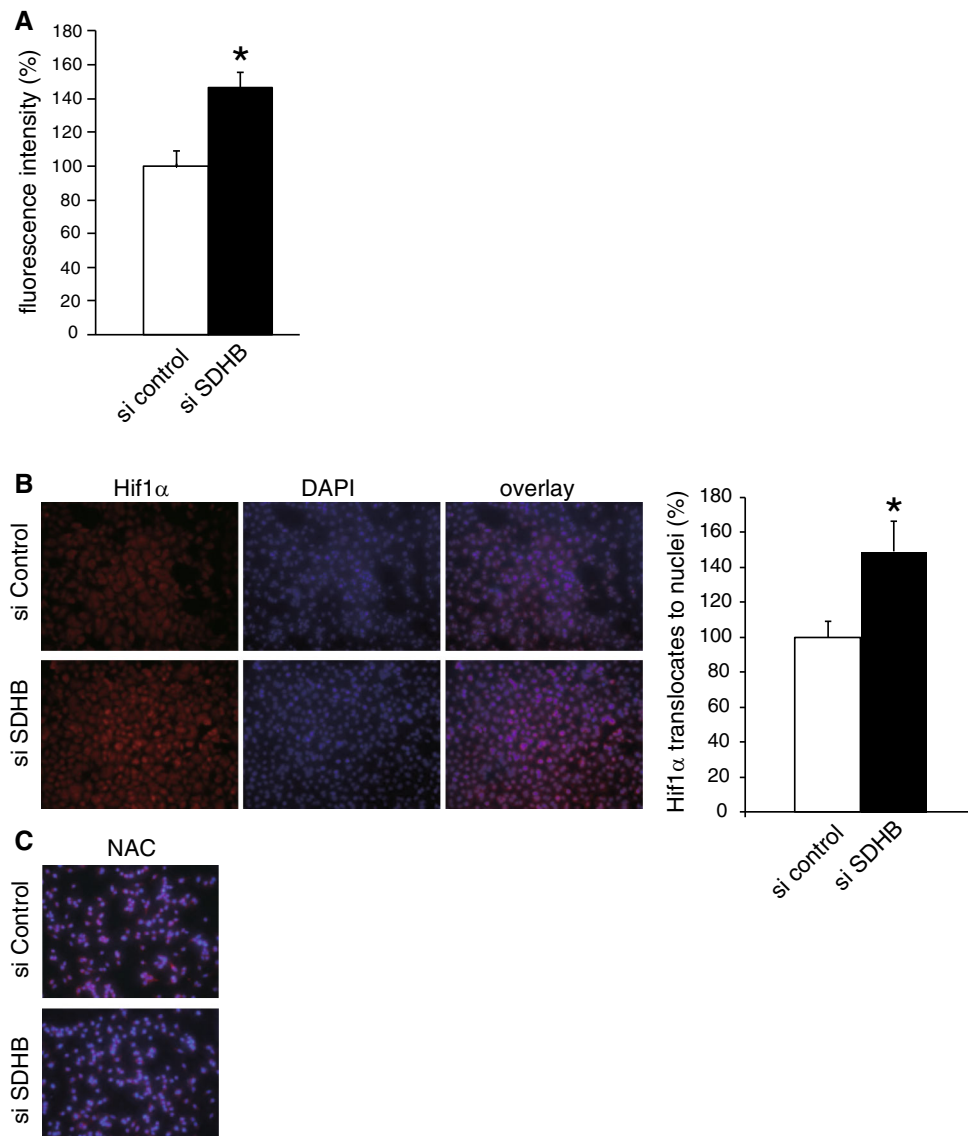 A
fluorescence intensity (%)
180
160
140
120
100
80
60
40
20
0
*
si control
si SDHB
B
Hif1α
DAPI
overlay
si Control
si SDHB
Hif1α translocates to nuclei (%)
180
160
140
120
100
80
60
40
20
0
*
si control
si SDHB
C
NAC
si Control
si SDHB